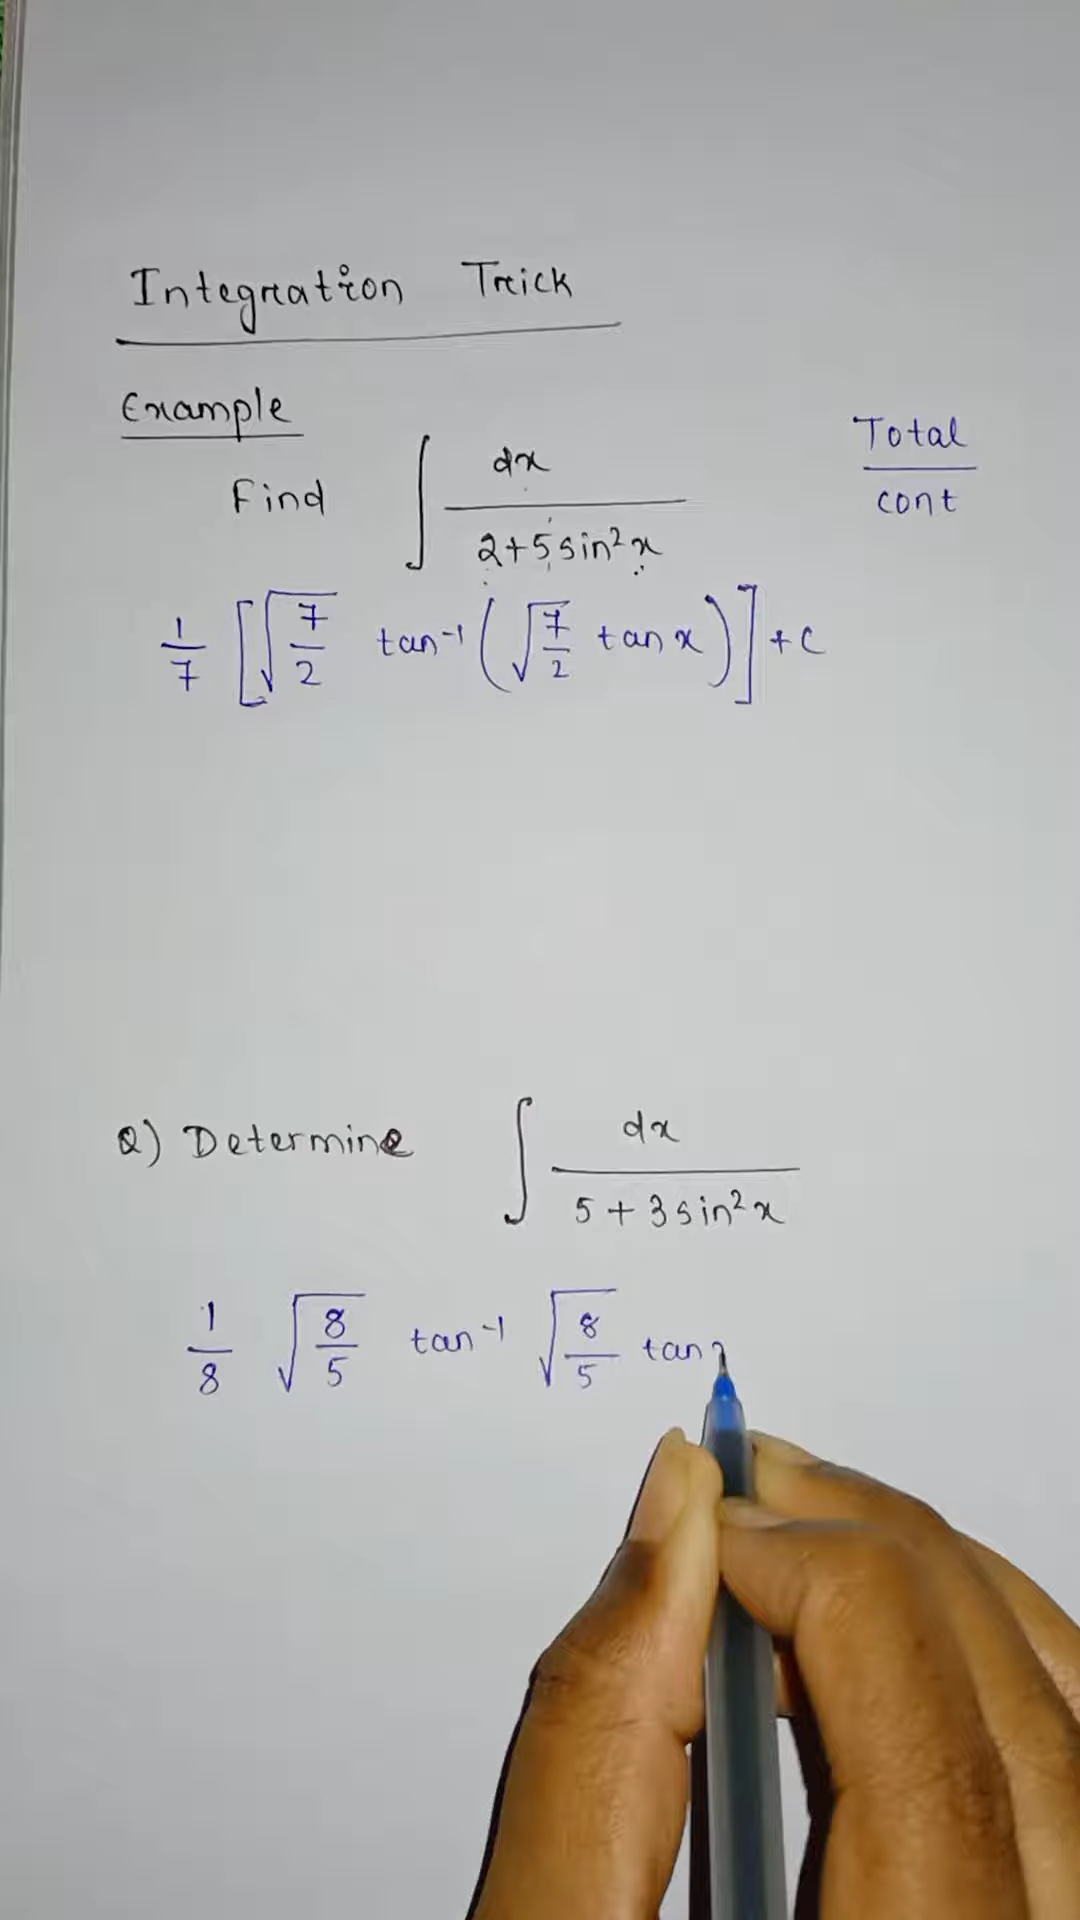 Integration Trick
Example
Find ∫ dx / (2+5sin²x)
Total / cont
1/7 [√(7/2) tan⁻¹ (√(7/2) tan x)] + C
Q) Determine ∫ dx / (5+3sin²x)
1/8 √(8/5) tan⁻¹ √(8/5) tan